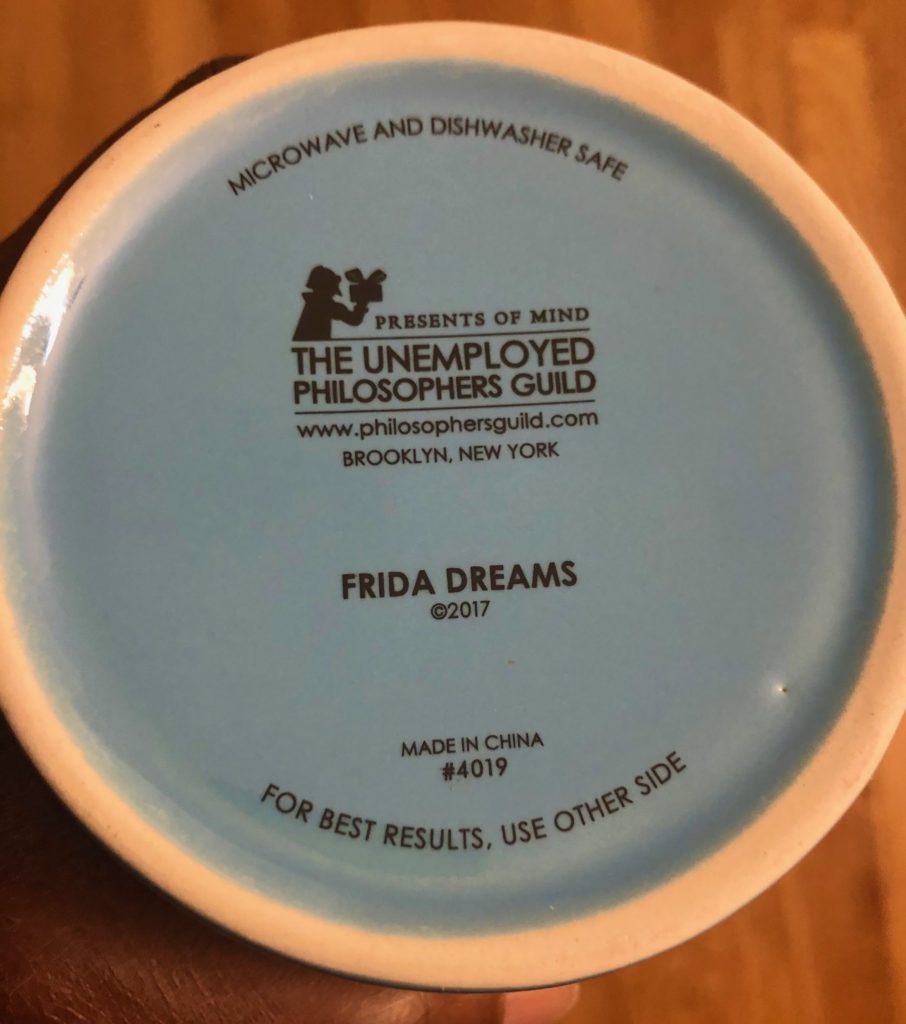 MICROWAVE AND DISHWASHER SAFE
PRESENTS OF MIND
THE UNEMPLOYED
PHILOSOPHERS GUILD
www.philosophersguild.com
BROOKLYN, NEW YORK
FRIDA DREAMS
©2017
MADE IN CHINA
#4019
FOR BEST RESULTS, USE OTHER SIDE